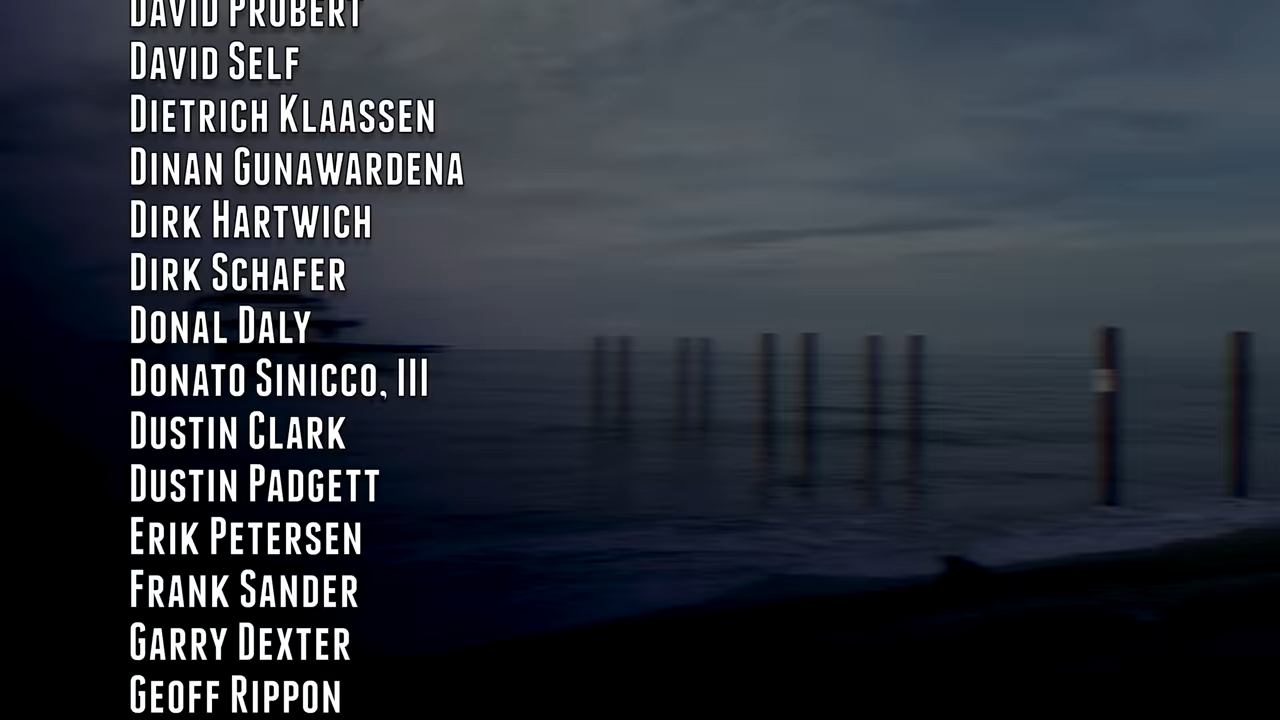 David Probert
David Self
Dietrich Klaassen
Dinan Gunawardena
Dirk Hartwich
Dirk Schafer
Donal Daly
Donato Sinicco, III
Dustin Clark
Dustin Padgett
Erik Petersen
Frank Sander
Garry Dexter
Geoff Rippon